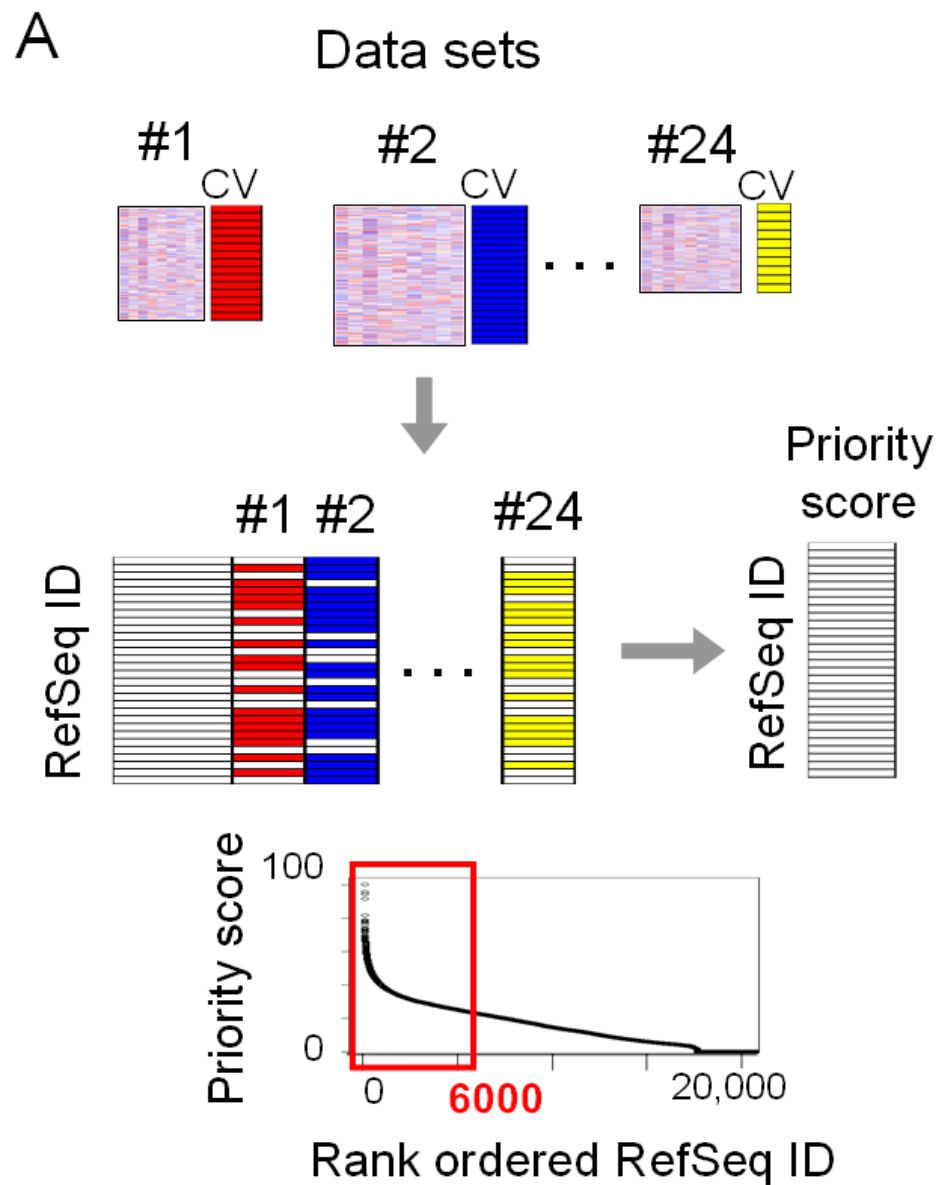 A
Data sets
#1
#2
#24
CV
CV
CV
. . .
#1 #2
#24
Priority
score
RefSeq ID
. . .
RefSeq ID
Priority score
100
0
0
6000
20,000
Rank ordered RefSeq ID